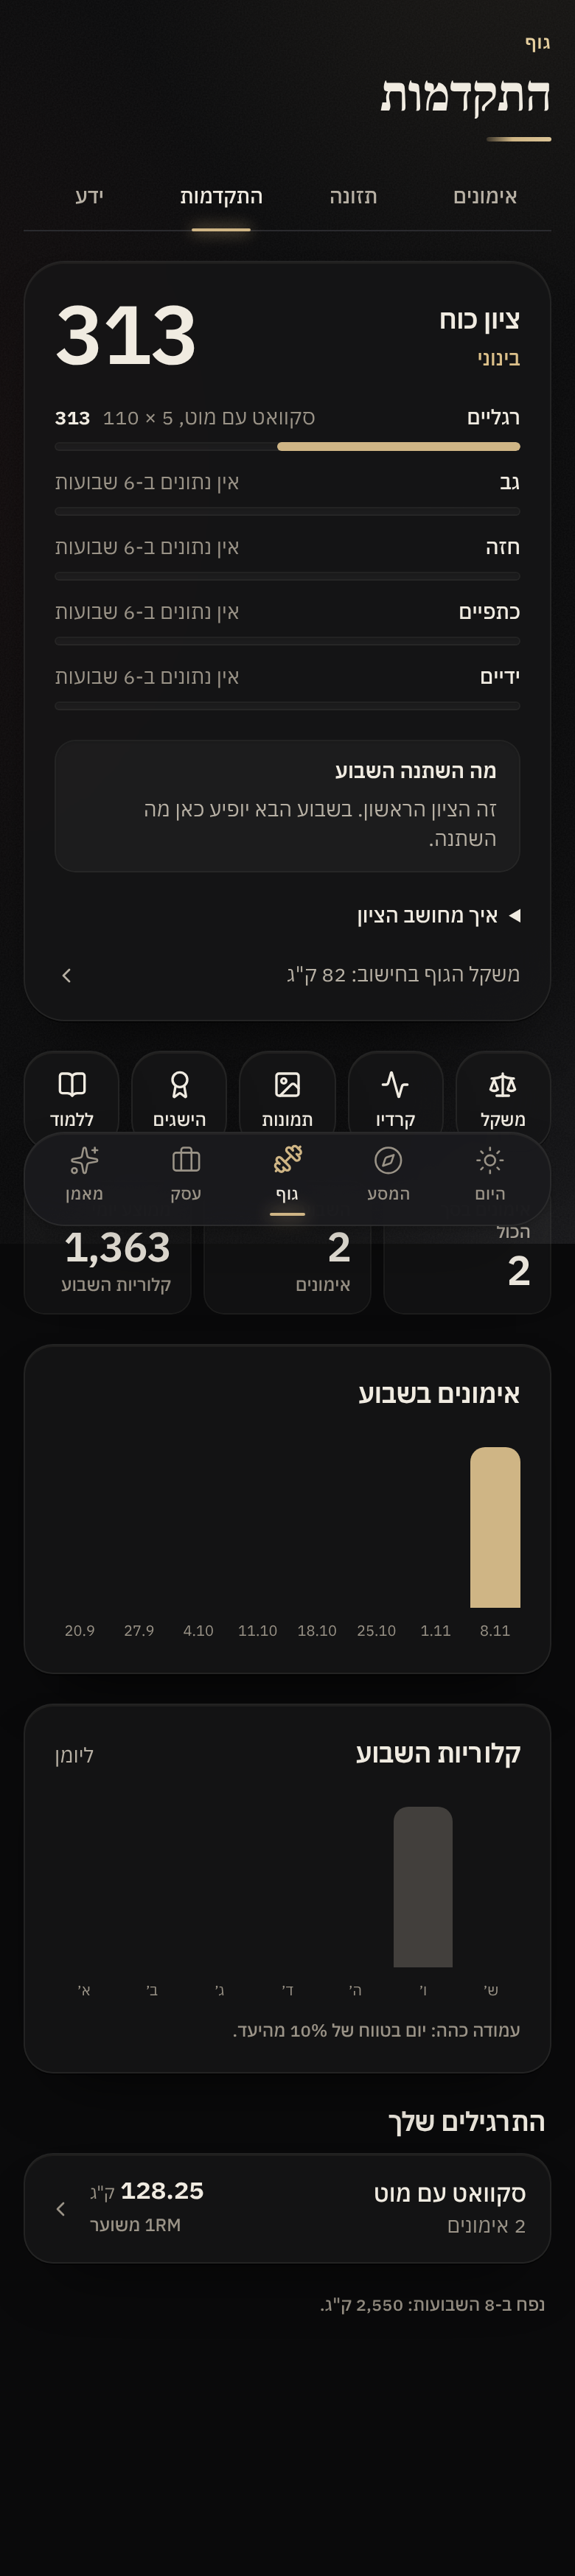 גוף
התקדמות
אימונים תזונה התקדמות ידע
ציון כוח 313
בינוני
רגליים סקוואט עם מוט, 5 × 110 313
גב אין נתונים ב-6 שבועות
חזה אין נתונים ב-6 שבועות
כתפיים אין נתונים ב-6 שבועות
ידיים אין נתונים ב-6 שבועות
מה השתנה השבוע
זה הציון הראשון. בשבוע הבא יופיע כאן מה
השתנה.
איך מחושב הציון
משקל הגוף בחישוב: 82 ק"ג
משקל קרדיו תמונות הישגים ללמוד
היום המסע גוף עסק מאמן
הכול
2 2 1,363
אימונים קלוריות השבוע
אימונים בשבוע
8.11 1.11 25.10 18.10 11.10 4.10 27.9 20.9
קלוריות השבוע ליומן
ש׳ ו׳ ה׳ ד׳ ג׳ ב׳ א׳
עמודה כהה: יום בטווח של 10% מהיעד.
התרגילים שלך
סקוואט עם מוט 128.25 ק"ג
2 אימונים 1RM משוער
נפח ב-8 השבועות: 2,550 ק"ג.